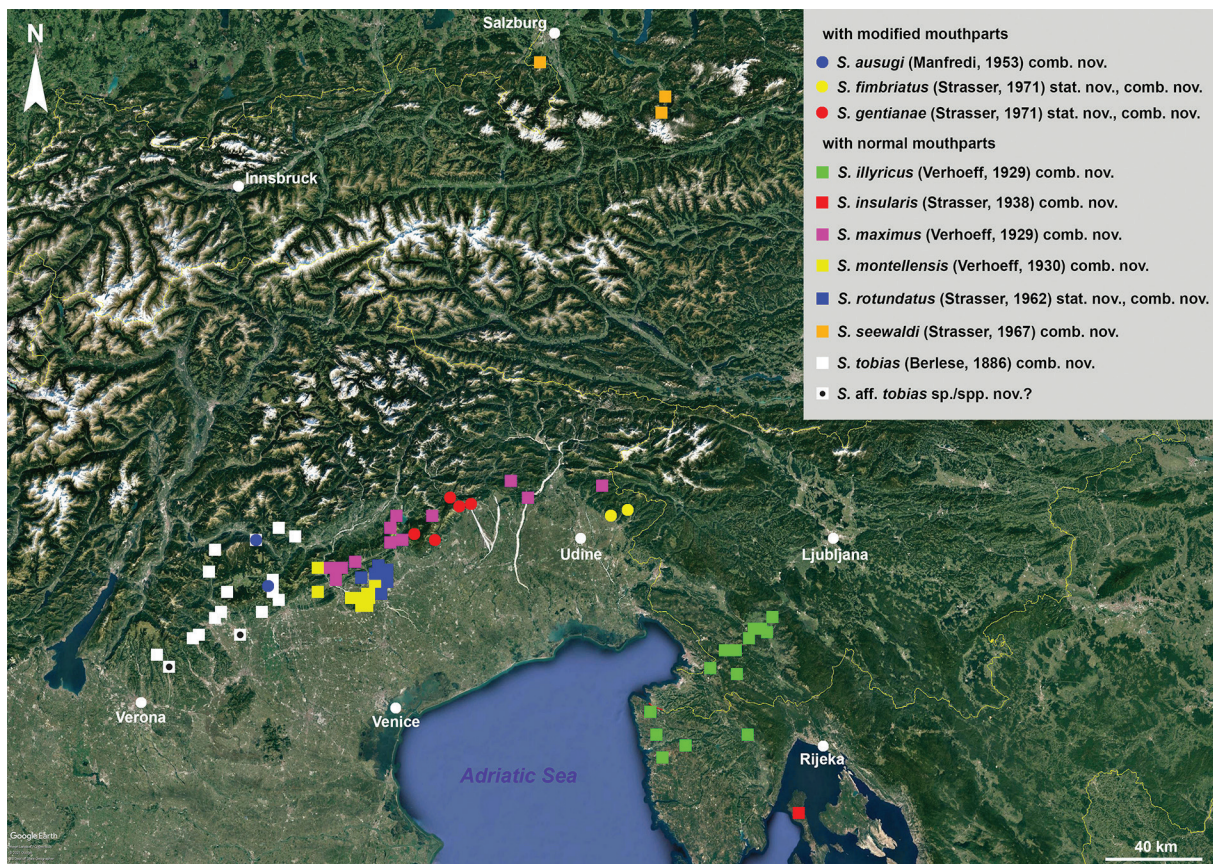 N
Salzburg
Innsbruck
Udine
Ljubljana
Verona
Venice
Rijeka
Adriatic Sea
Google Earth
40 km
with modified mouthparts
S. ausugi (Manfredi, 1953) comb. nov.
S. fimbriatus (Strasser, 1971) stat. nov., comb. nov.
S. gentianae (Strasser, 1971) stat. nov., comb. nov.
with normal mouthparts
S. illyricus (Verhoeff, 1929) comb. nov.
S. insularis (Strasser, 1938) comb. nov.
S. maximus (Verhoeff, 1929) comb. nov.
S. montellensis (Verhoeff, 1930) comb. nov.
S. rotundatus (Strasser, 1962) stat. nov., comb. nov.
S. seewaldi (Strasser, 1967) comb. nov.
S. tobias (Berlese, 1886) comb. nov.
S. aff. tobias sp./spp. nov.?